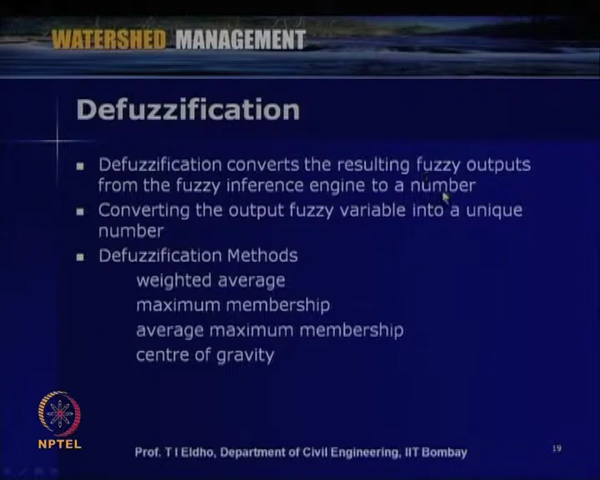 WATERSHED MANAGEMENT
Defuzzification
Defuzzification converts the resulting fuzzy outputs
from the fuzzy inference engine to a number
Converting the output fuzzy variable into a unique
number
Defuzzification Methods
weighted average
maximum membership
average maximum membership
centre of gravity
NPTEL
Prof. T I Eldho, Department of Civil Engineering, IIT Bombay
19